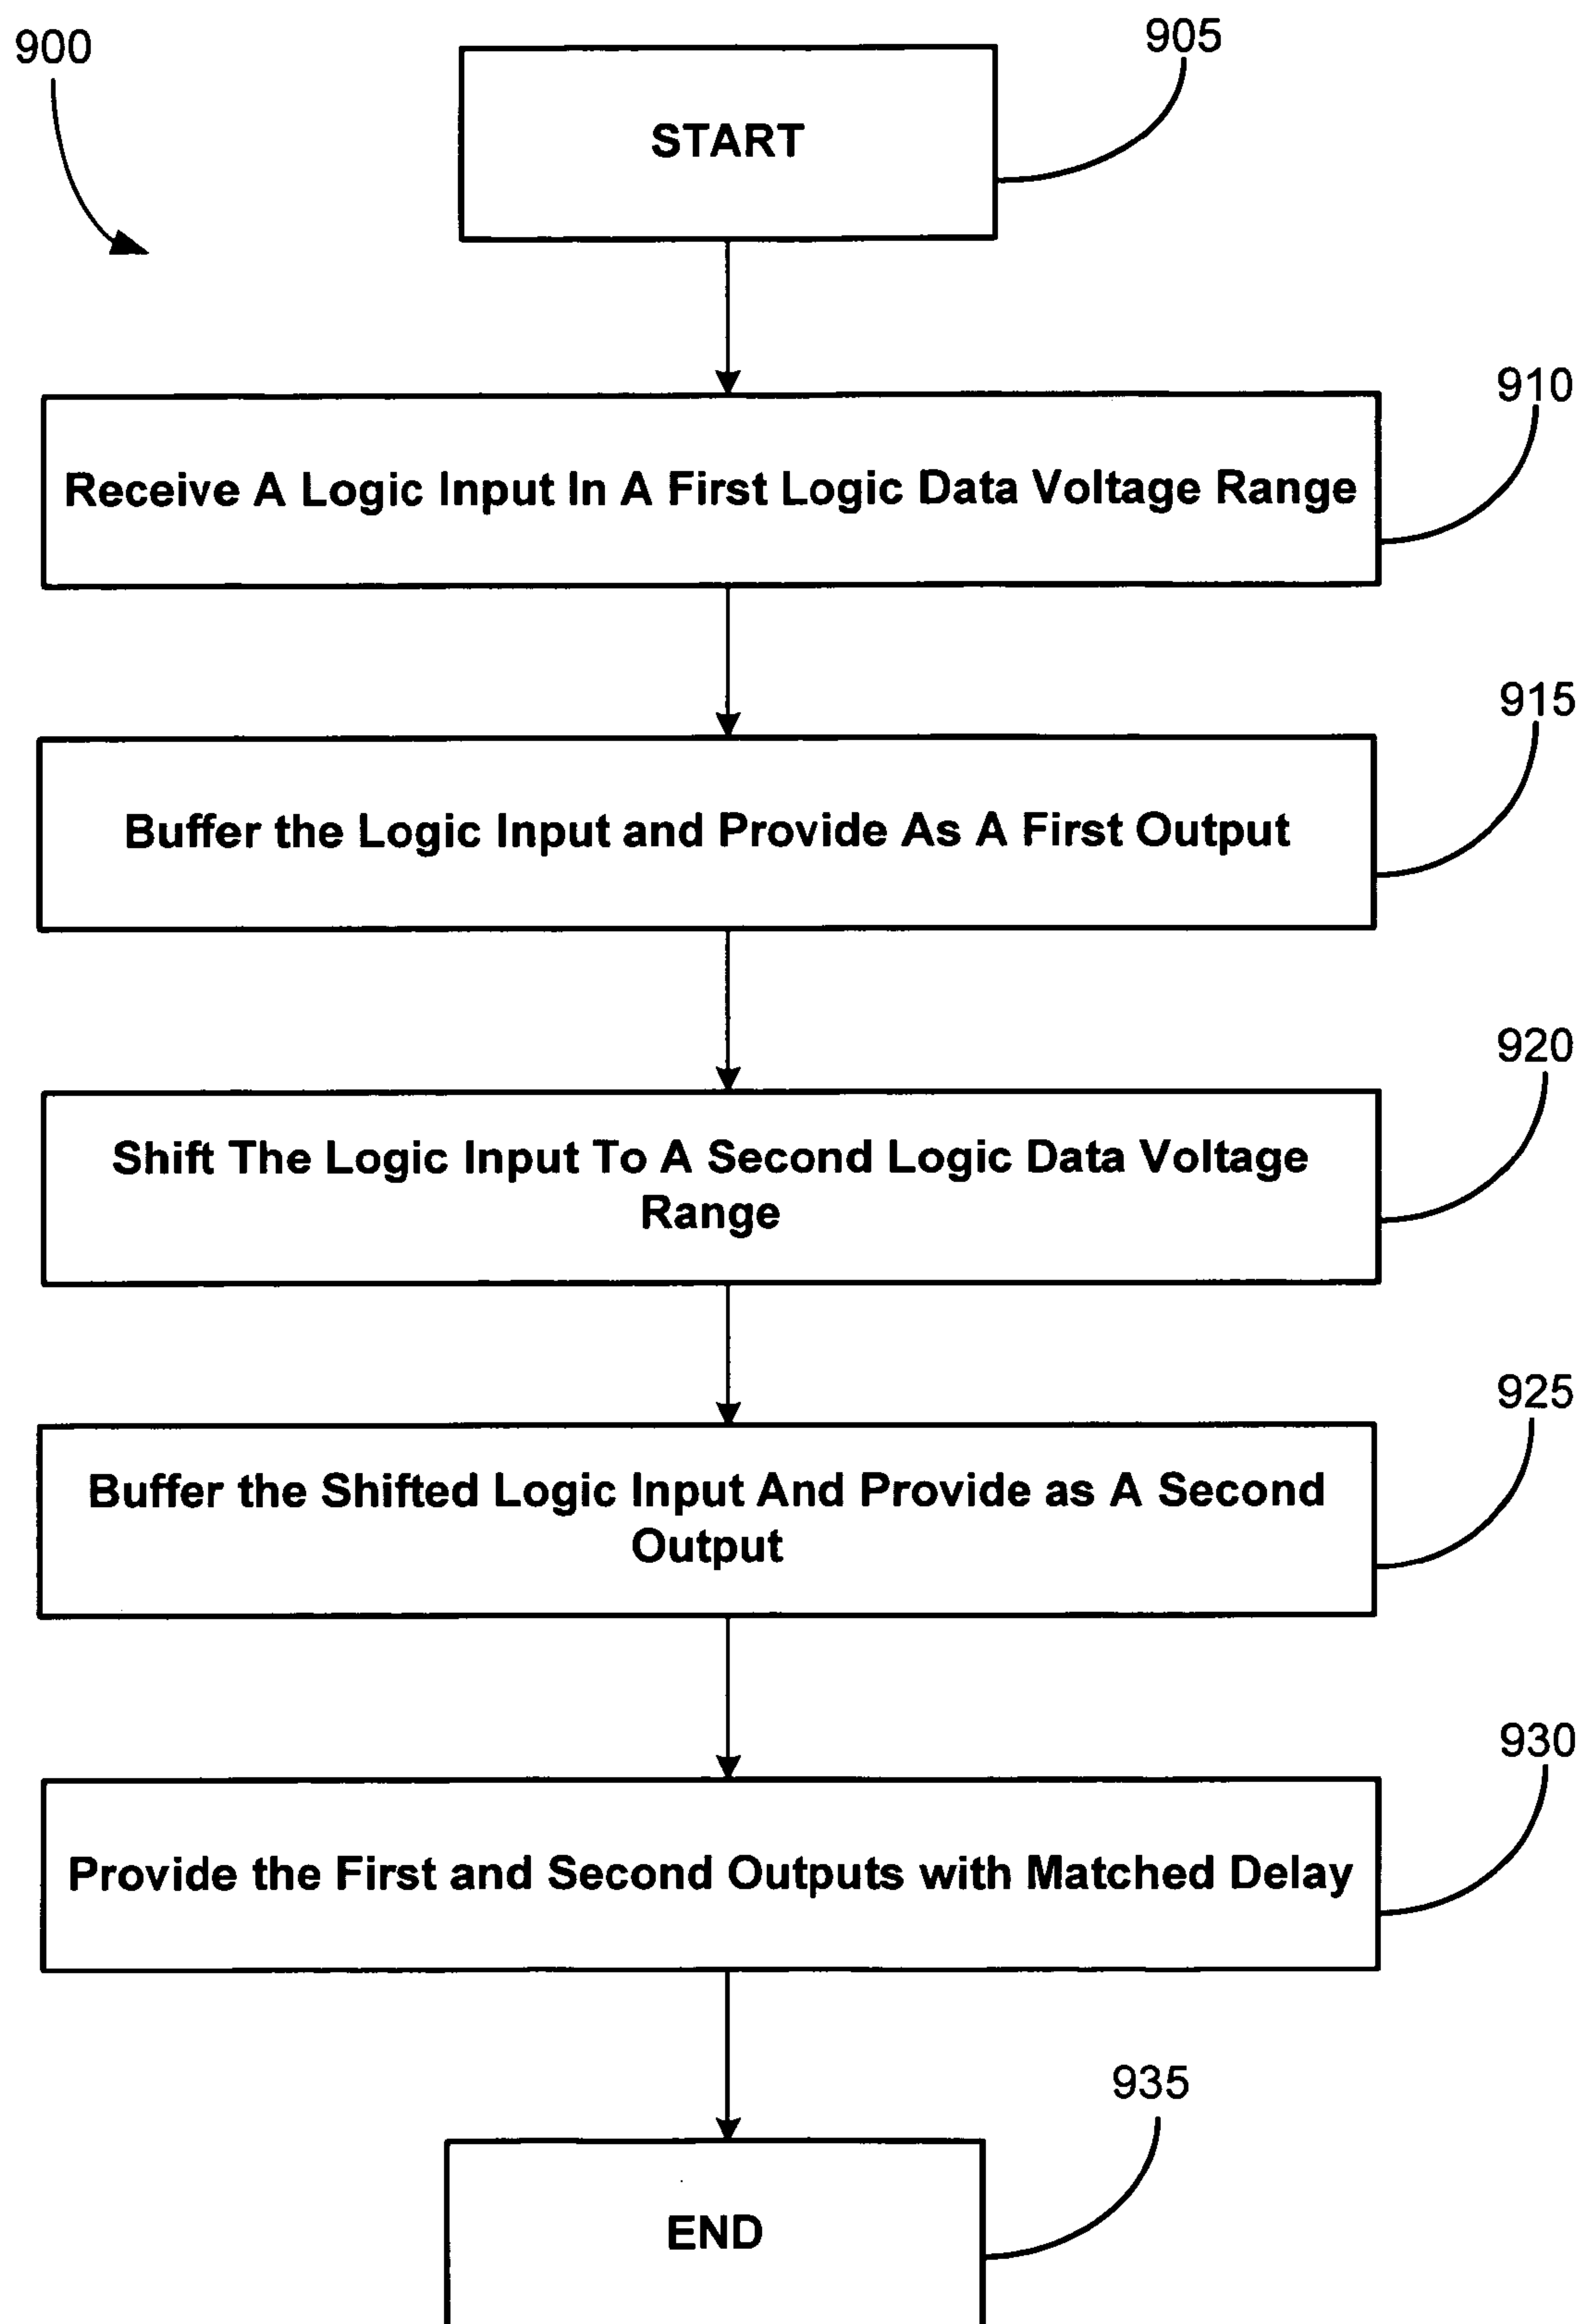 900
905
START
910
Receive A Logic Input In A First Logic Data Voltage Range
915
Buffer the Logic Input and Provide As A First Output
920
Shift The Logic Input To A Second Logic Data Voltage
Range
925
Buffer the Shifted Logic Input And Provide as A Second
Output
930
Provide the First and Second Outputs with Matched Delay
935
END